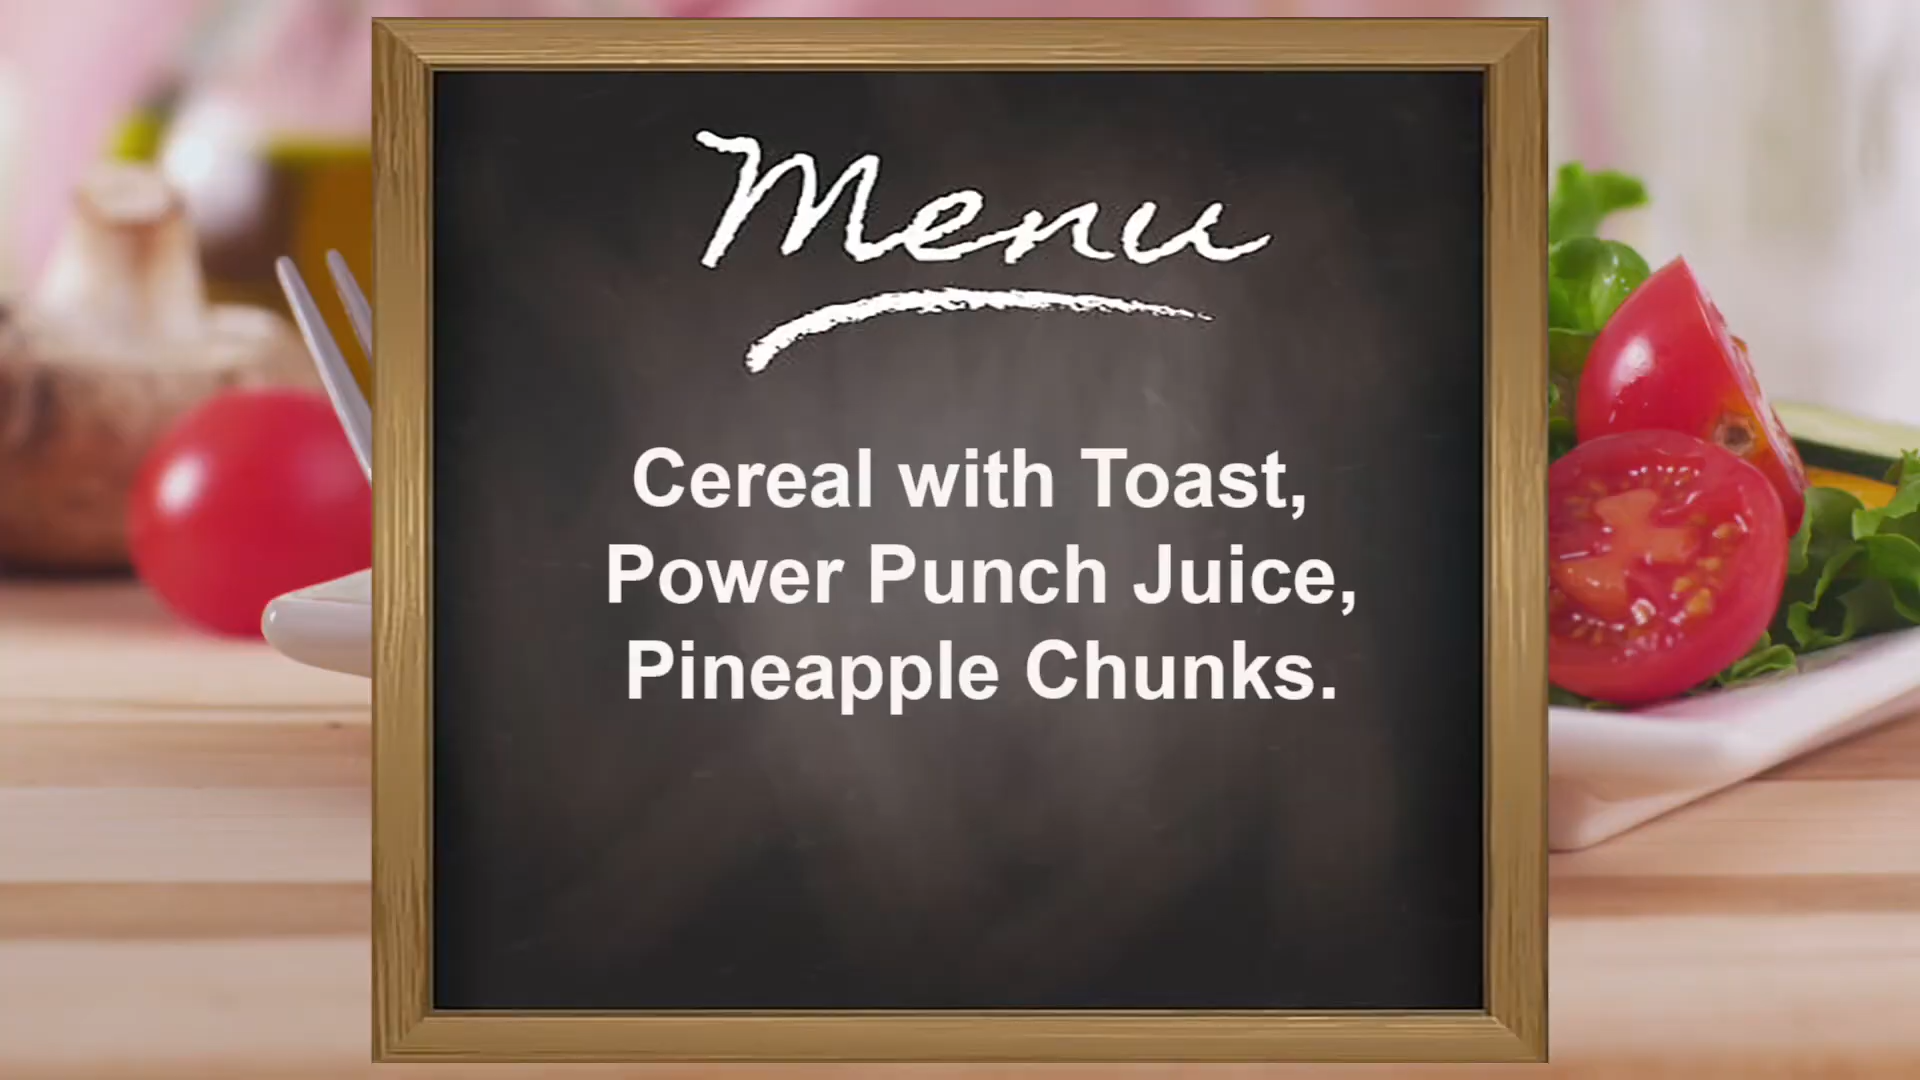 Menu
Cereal with Toast,
Power Punch Juice,
Pineapple Chunks.